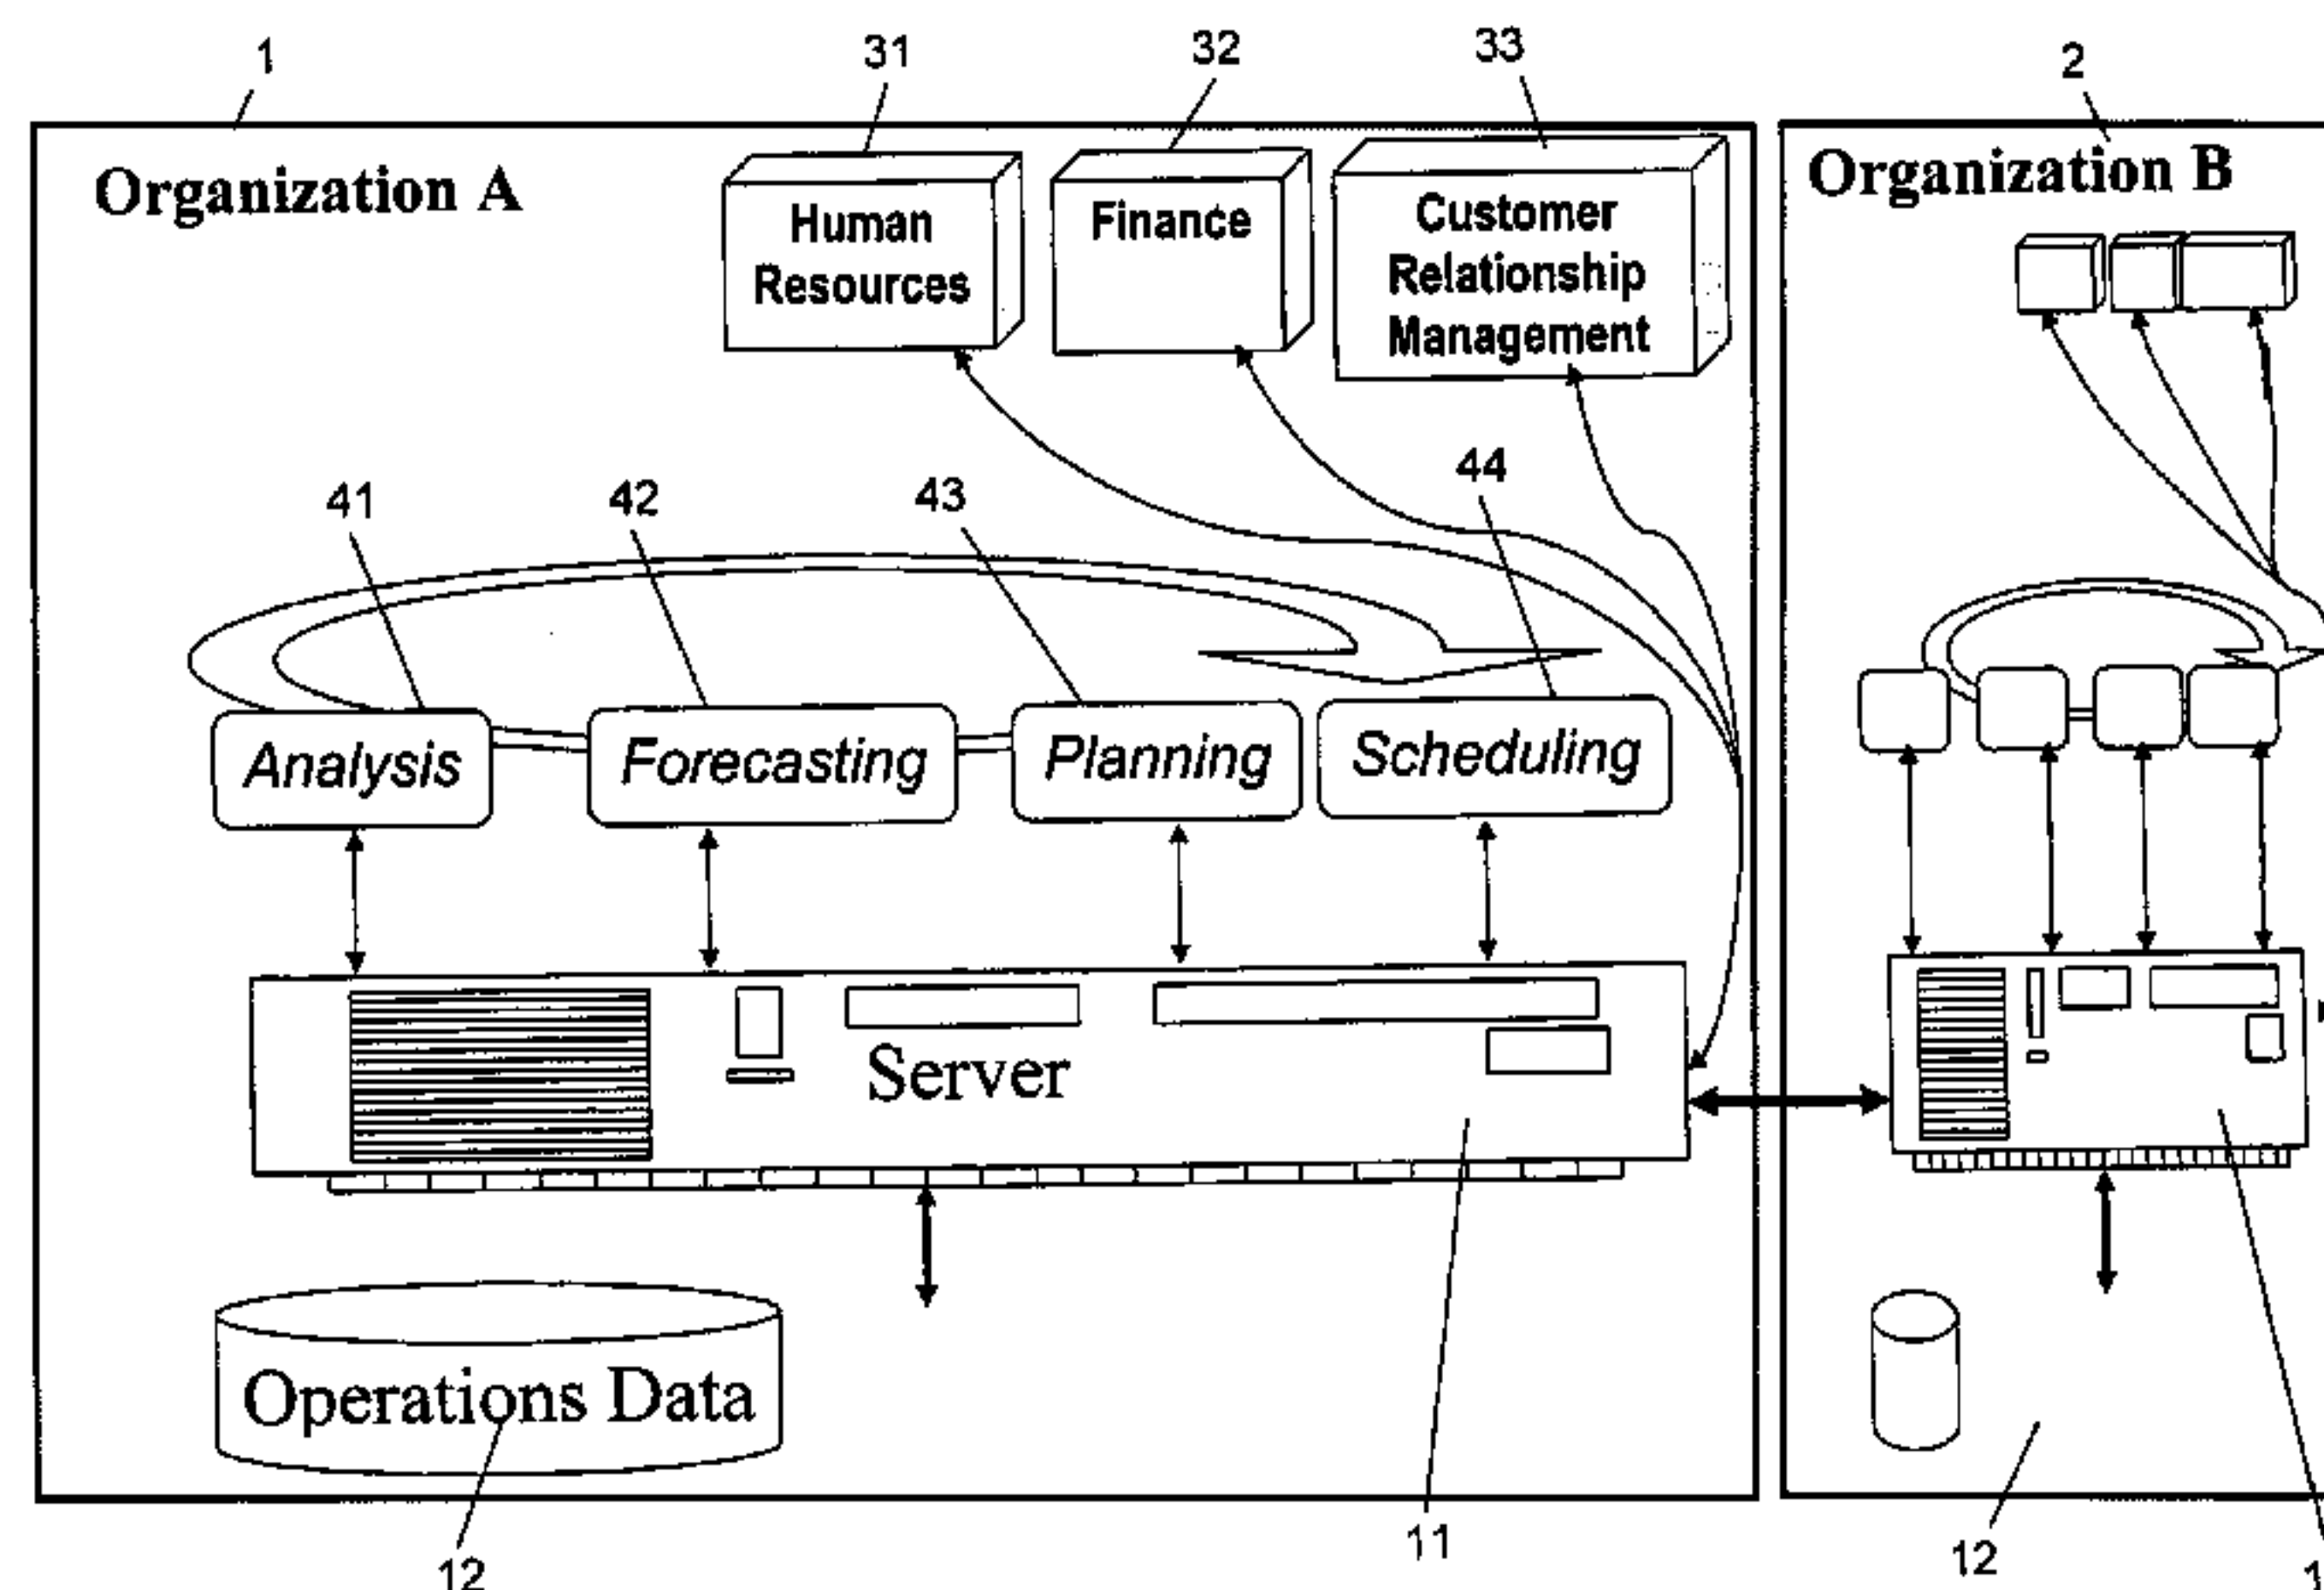 1
31
32
33
2
Organization A
Human
Resources
Finance
Customer
Relationship
Management
Organization B
41
42
43
44
Analysis
Forecasting
Planning
Scheduling
Server
Operations Data
12
11
12